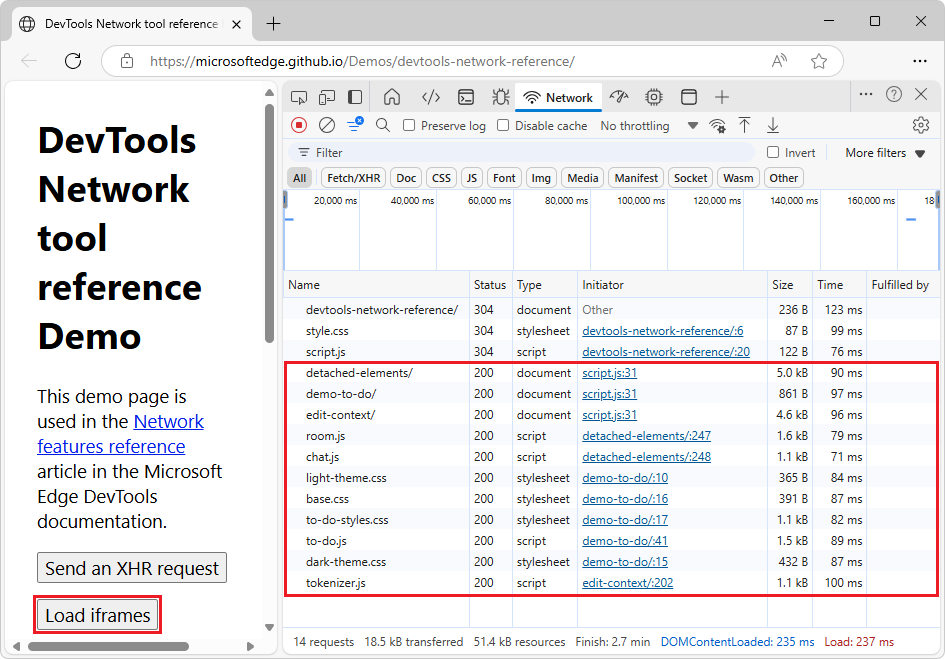 DevTools Network tool reference
https://microsoftedge.github.io/Demos/devtools-network-reference/
DevTools
Network
tool
reference
Demo
This demo page is
used in the Network
features reference
article in the Microsoft
Edge DevTools
documentation.
Send an XHR request
Load iframes
Network
Preserve log Disable cache No throttling
Filter Invert More filters
All Fetch/XHR Doc CSS JS Font Img Media Manifest Socket Wasm Other
20,000 ms 40,000 ms 60,000 ms 80,000 ms 100,000 ms 120,000 ms 140,000 ms 160,000 ms 18
Name Status Type Initiator Size Time Fulfilled by
devtools-network-reference/ 304 document Other 236 B 123 ms
style.css 304 stylesheet devtools-network-reference/:6 87 B 99 ms
script.js 304 script devtools-network-reference/:20 122 B 76 ms
detached-elements/ 200 document script.js:31 5.0 kB 90 ms
demo-to-do/ 200 document script.js:31 861 B 97 ms
edit-context/ 200 document script.js:31 4.6 kB 96 ms
room.js 200 script detached-elements/:247 1.6 kB 79 ms
chat.js 200 script detached-elements/:248 1.1 kB 71 ms
light-theme.css 200 stylesheet demo-to-do/:10 365 B 84 ms
base.css 200 stylesheet demo-to-do/:16 391 B 87 ms
to-do-styles.css 200 stylesheet demo-to-do/:17 1.1 kB 82 ms
to-do.js 200 script demo-to-do/:41 1.5 kB 89 ms
dark-theme.css 200 stylesheet demo-to-do/:15 432 B 87 ms
tokenizer.js 200 script edit-context/:202 1.1 kB 100 ms
14 requests 18.5 kB transferred 51.4 kB resources Finish: 2.7 min DOMContentLoaded: 235 ms Load: 237 ms